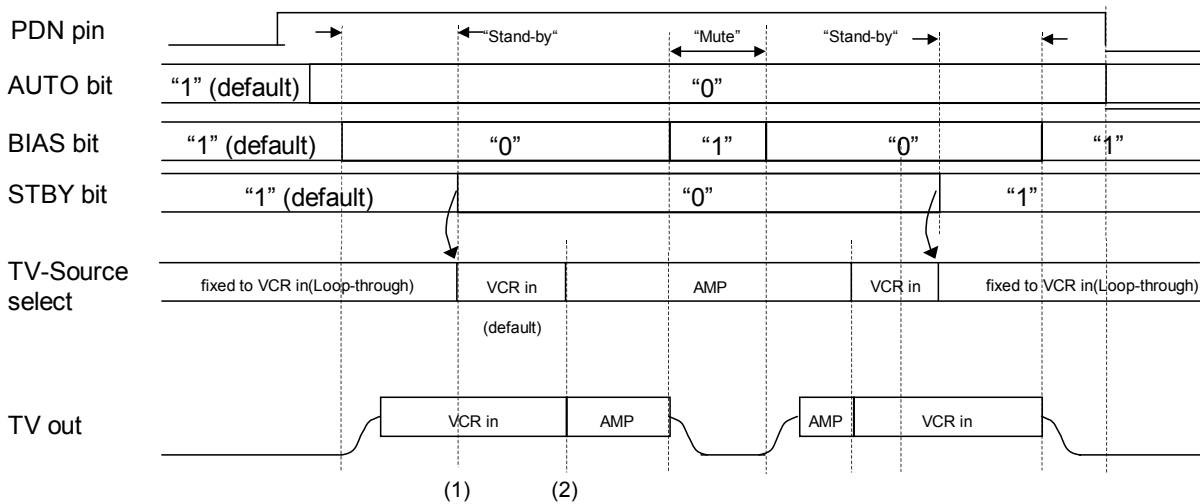 PDN pin “Stand-by“ “Mute” “Stand-by“
AUTO bit “1” (default) “0”
BIAS bit “1” (default) “0” “1” “0” “1”
STBY bit “1” (default) “0” “1”
TV-Source
select
fixed to VCR in(Loop-through) VCR in AMP VCR in fixed to VCR in(Loop-through)
(default)
TV out VCR in AMP AMP VCR in
(1) (2)